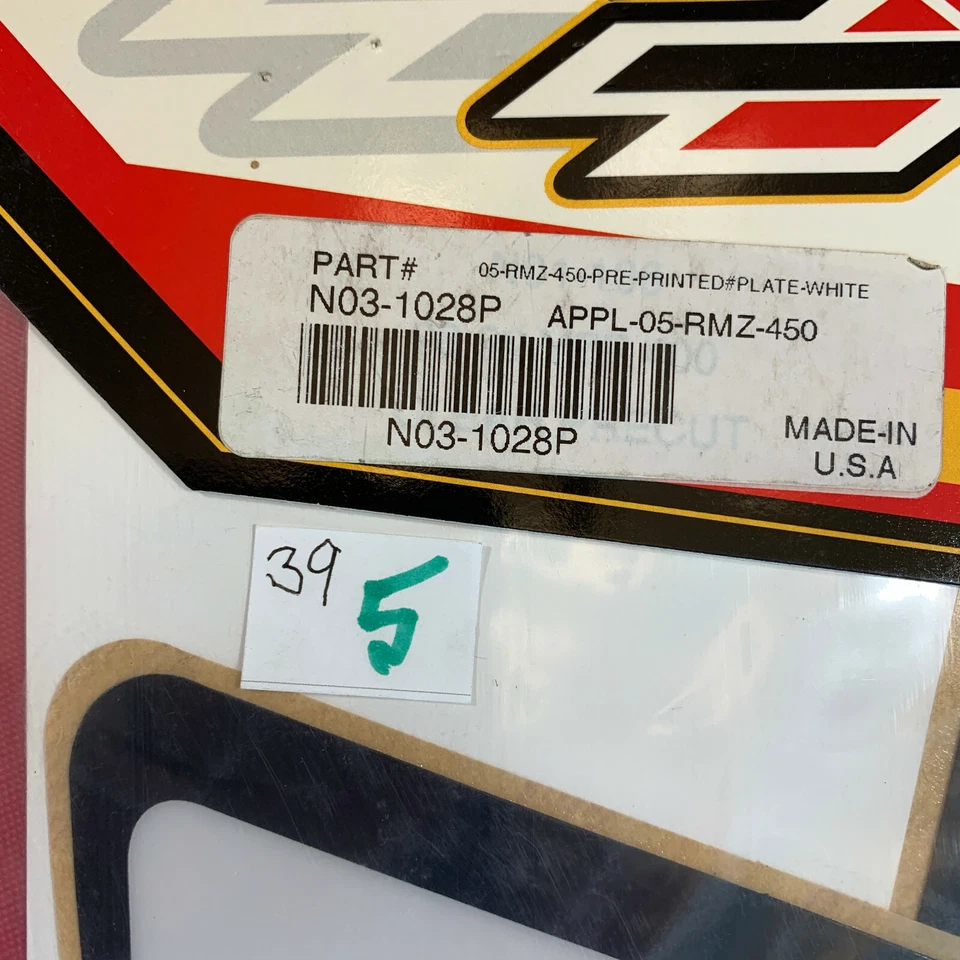 PART# 05-RMZ-450-PRE-PRINTED#PLATE-WHITE
N03-1028P APPL-05-RMZ-450
N03-1028P
MADE-IN
U.S.A
39 5